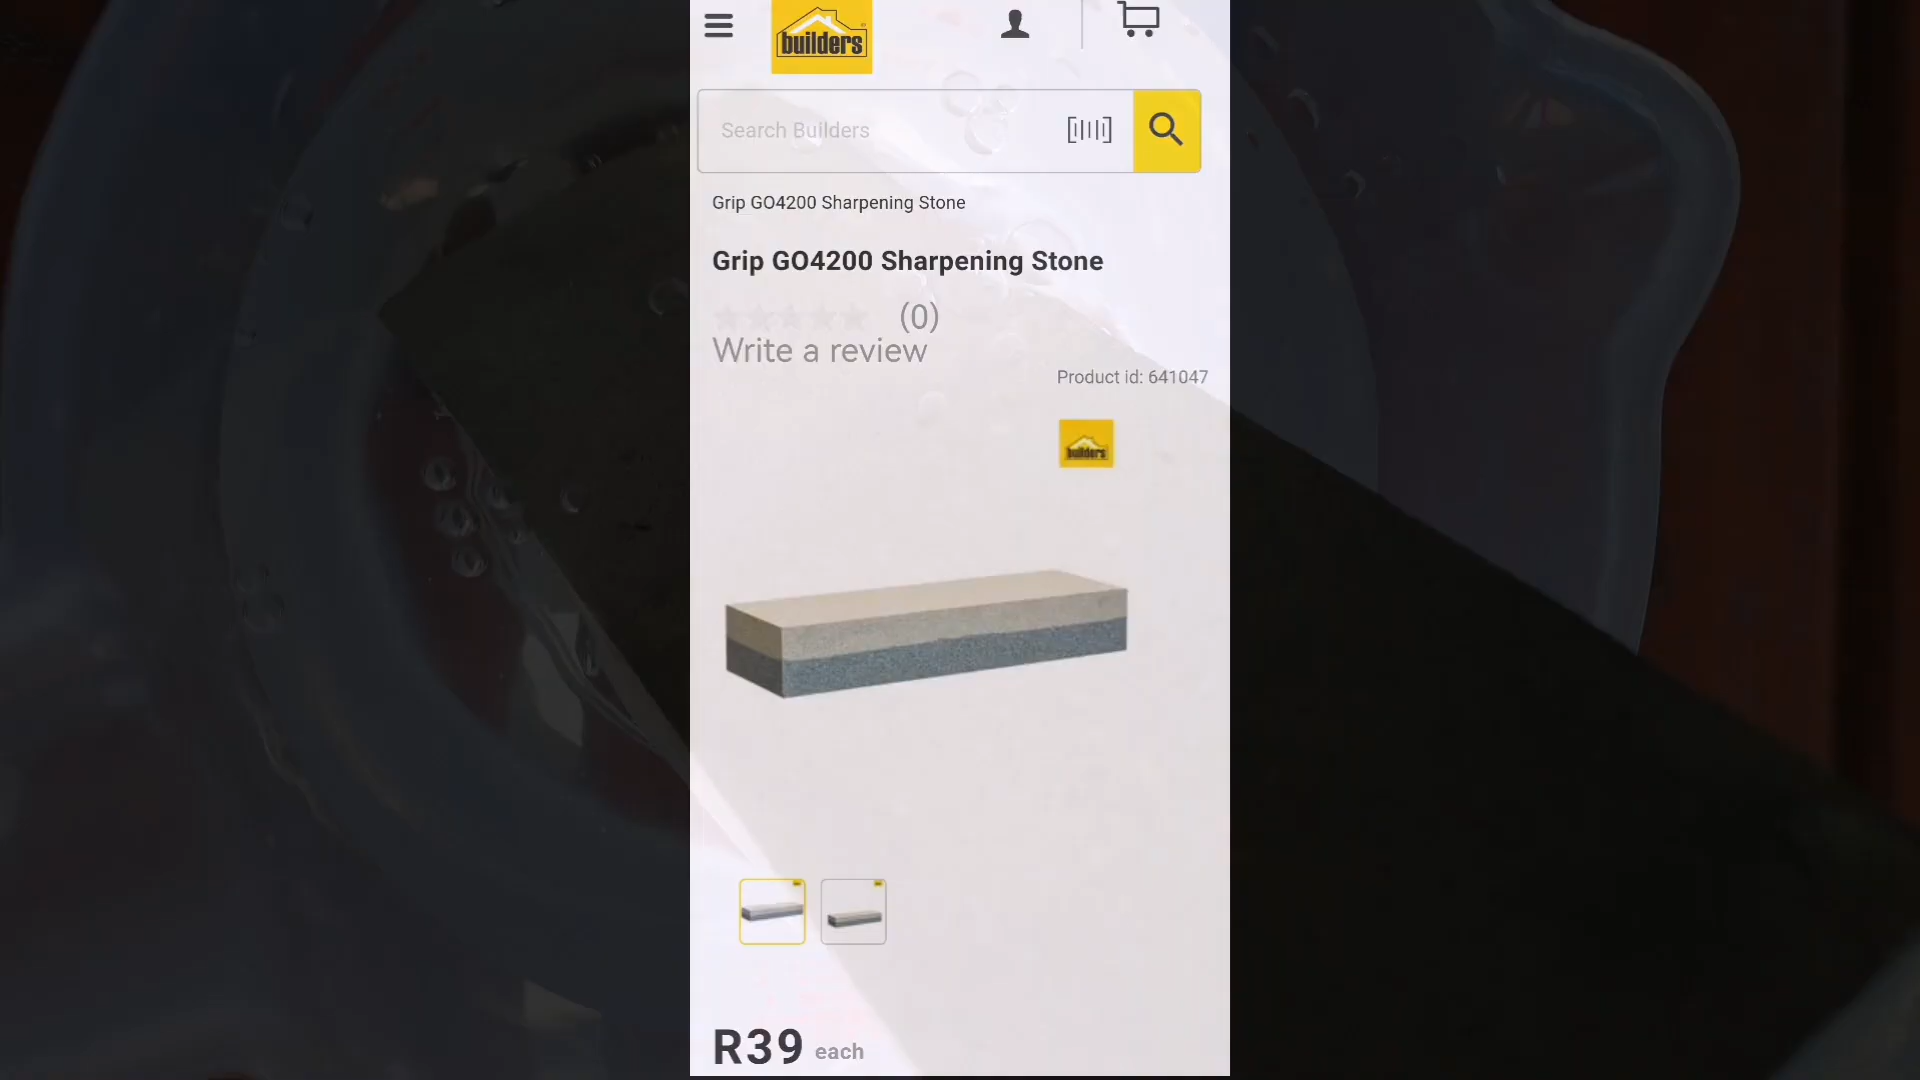 builders
Search Builders
Grip GO4200 Sharpening Stone
Grip GO4200 Sharpening Stone
(0)
Write a review
Product id: 641047
builders
R39 each